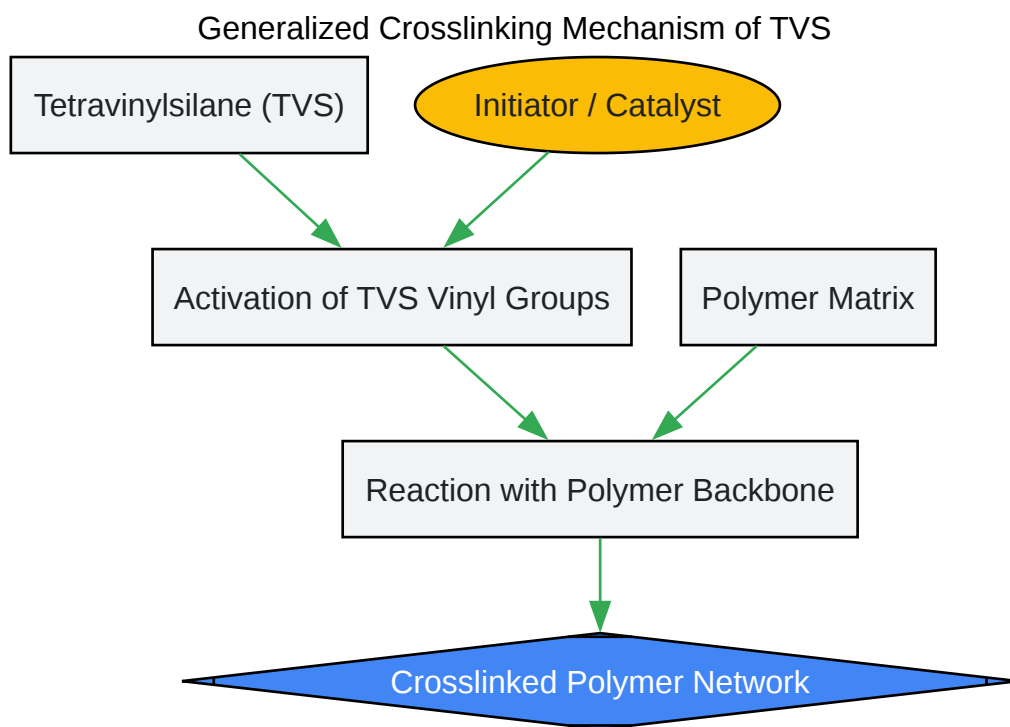 Generalized Crosslinking Mechanism of TVS
Tetravinylsilane (TVS)
Initiator / Catalyst
Activation of TVS Vinyl Groups
Polymer Matrix
Reaction with Polymer Backbone
Crosslinked Polymer Network